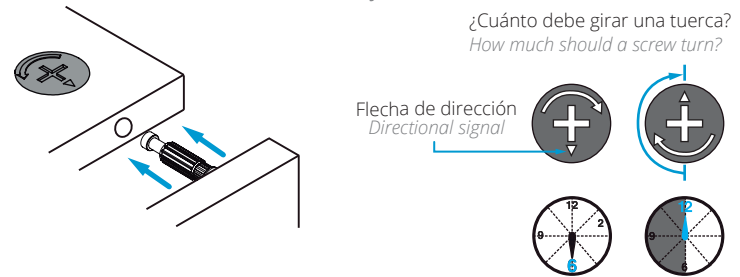 ¿Cuánto debe girar una tuerca?
How much should a screw turn?
Flecha de dirección
Directional signal
12
2
9
6
12
9
6